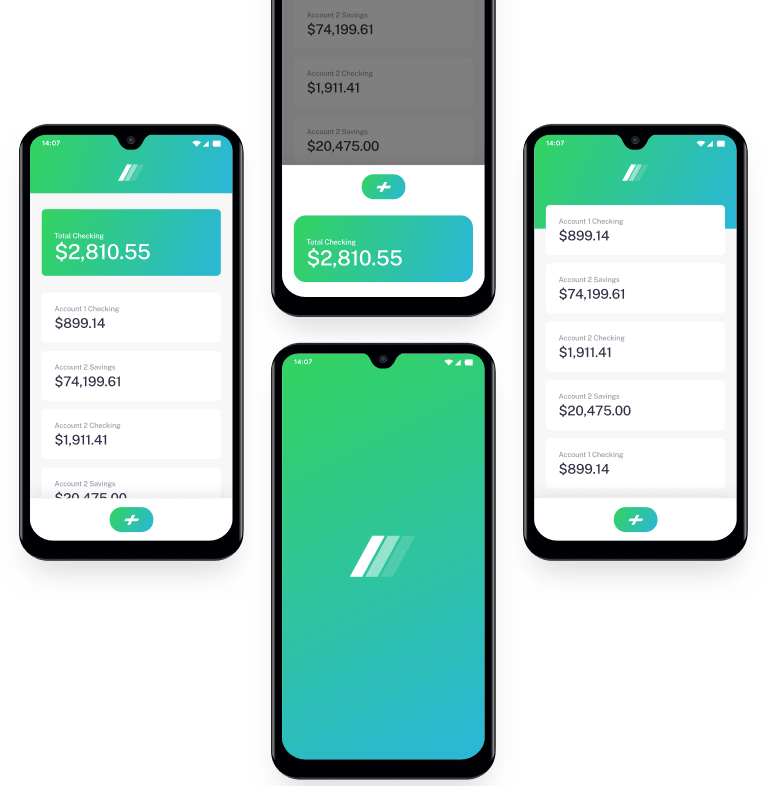 14:07
Total Checking
$2,810.55
Account 1 Checking
$899.14
Account 2 Savings
$74,199.61
Account 2 Checking
$1,911.41
Account 2 Savings
$20,475.00
Account 2 Savings
$74,199.61
Account 2 Checking
$1,911.41
Account 2 Savings
$20,475.00
Total Checking
$2,810.55
14:07
14:07
Account 1 Checking
$899.14
Account 2 Savings
$74,199.61
Account 2 Checking
$1,911.41
Account 2 Savings
$20,475.00
Account 1 Checking
$899.14